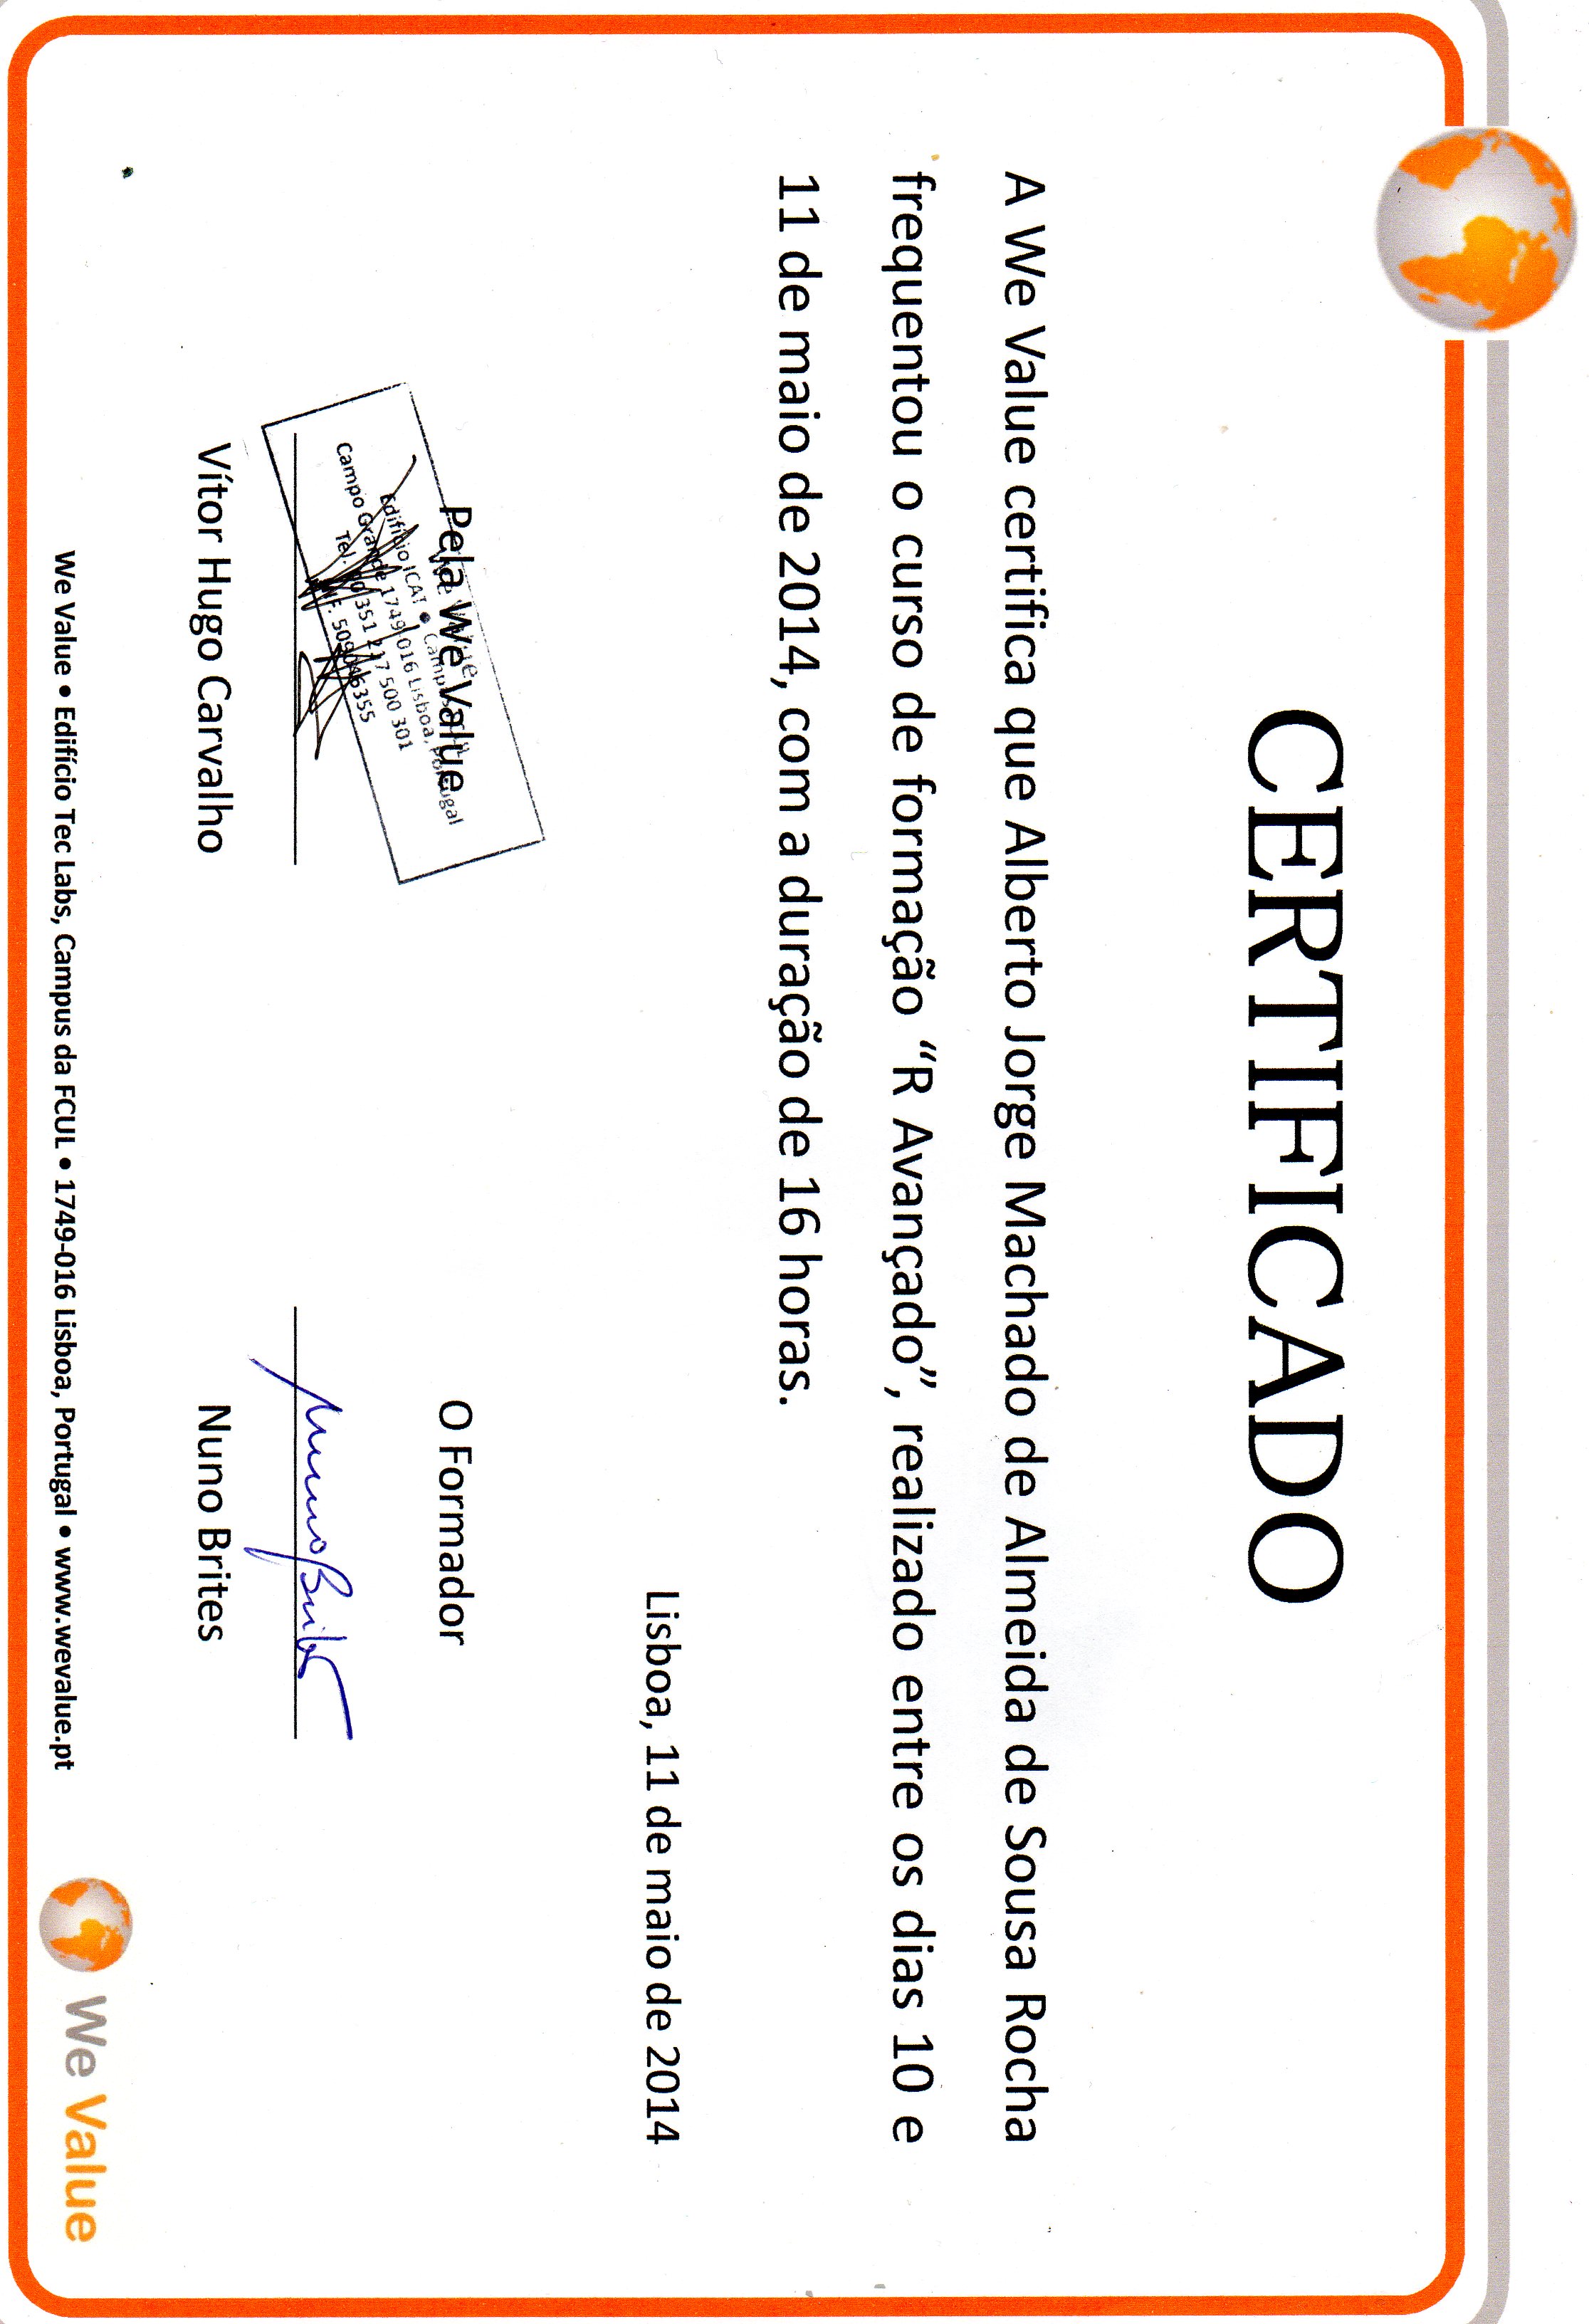 CERTIFICADO
A We Value certifica que Alberto Jorge Machado de Almeida de Sousa Rocha
frequentou o curso de formação “R Avançado”, realizado entre os dias 10 e
11 de maio de 2014, com a duração de 16 horas.
Lisboa, 11 de maio de 2014
Pela We Value
We Value
Edifício ICAT • Campus FCUL
Campo Grande 1749-016 Lisboa, Portugal
Tel. 00 351 217 500 301
NIF. 509046355
Vítor Hugo Carvalho
O Formador
Nuno Brites
Nuno Brites
We Value • Edifício Tec Labs, Campus da FCUL • 1749-016 Lisboa, Portugal • www.wevalue.pt
We Value